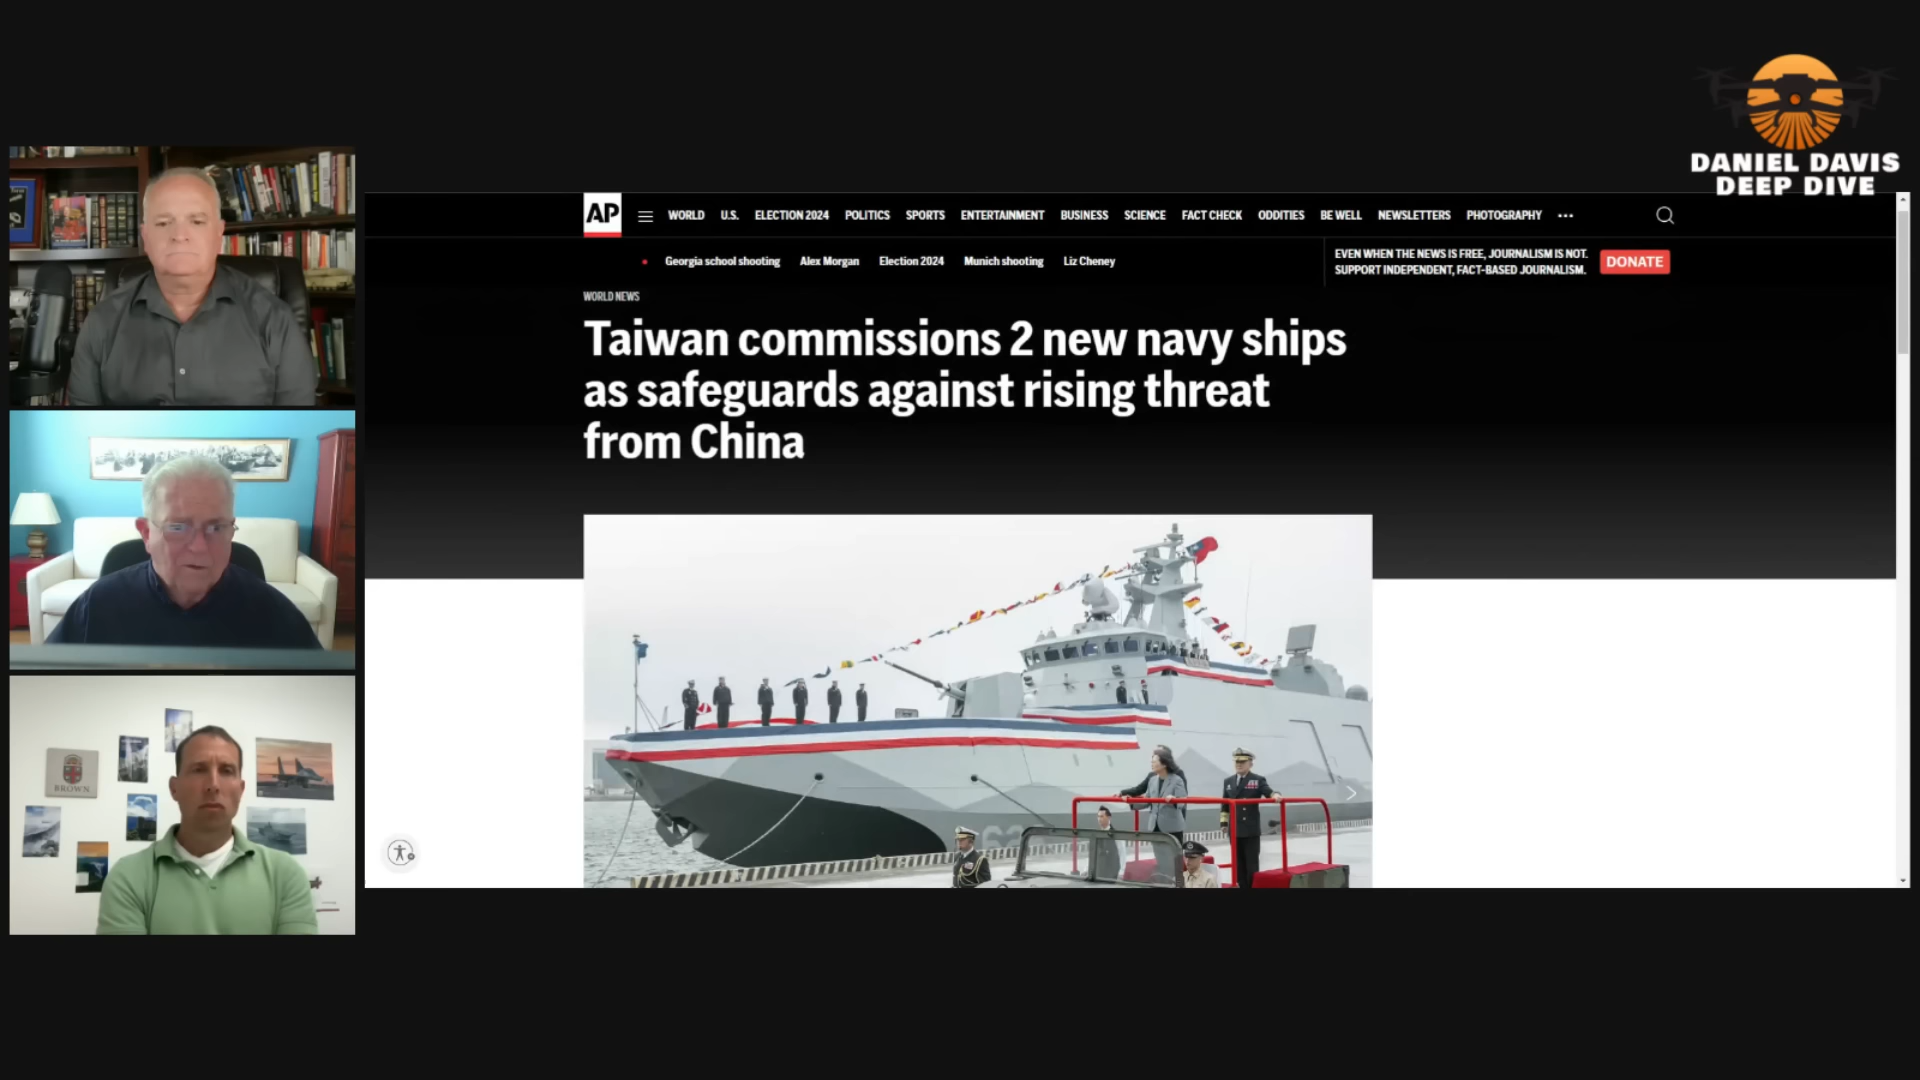 DANIEL DAVIS
DEEP DIVE
AP
WORLD U.S. ELECTION 2024 POLITICS SPORTS ENTERTAINMENT BUSINESS SCIENCE FACT CHECK ODDITIES BE WELL NEWSLETTERS PHOTOGRAPHY
Georgia school shooting Alex Morgan Election 2024 Munich shooting Liz Cheney
EVEN WHEN THE NEWS IS FREE, JOURNALISM IS NOT.
SUPPORT INDEPENDENT, FACT-BASED JOURNALISM.
DONATE
WORLD NEWS
Taiwan commissions 2 new navy ships
as safeguards against rising threat
from China
BROWN